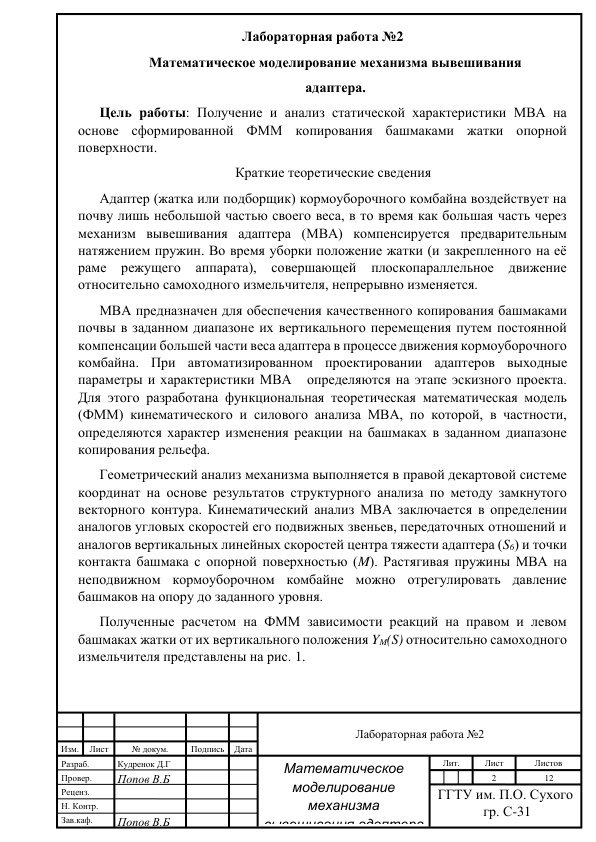 Лабораторная работа №2
Математическое моделирование механизма вывешивания
адаптера.
Цель работы: Получение и анализ статической характеристики МВА на
основе сформированной ФММ копирования башмаками жатки опорной
поверхности.
Краткие теоретические сведения
Адаптер (жатка или подборщик) кормоуборочного комбайна воздействует на
почву лишь небольшой частью своего веса, в то время как большая часть через
механизм вывешивания адаптера (МВА) компенсируется предварительным
натяжением пружин. Во время уборки положение жатки (и закрепленного на её
раме режущего аппарата), совершающей плоскопараллельное движение
относительно самоходного измельчителя, непрерывно изменяется.
МВА предназначен для обеспечения качественного копирования башмаками
почвы в заданном диапазоне их вертикального перемещения путем постоянной
компенсации большей части веса адаптера в процессе движения кормоуборочного
комбайна. При автоматизированном проектировании адаптеров выходные
параметры и характеристики МВА определяются на этапе эскизного проекта.
Для этого разработана функциональная теоретическая математическая модель
(ФММ) кинематического и силового анализа МВА, по которой, в частности,
определяются характер изменения реакции на башмаках в заданном диапазоне
копирования рельефа.
Геометрический анализ механизма выполняется в правой декартовой системе
координат на основе результатов структурного анализа по методу замкнутого
векторного контура. Кинематический анализ МВА заключается в определении
аналогов угловых скоростей его подвижных звеньев, передаточных отношений и
аналогов вертикальных линейных скоростей центра тяжести адаптера (S6) и точки
контакта башмака с опорной поверхностью (M). Растягивая пружины МВА на
неподвижном кормоуборочном комбайне можно отрегулировать давление
башмаков на опору до заданного уровня.
Полученные расчетом на ФММ зависимости реакций на правом и левом
башмаках жатки от их вертикального положения YM(S) относительно самоходного
измельчителя представлены на рис. 1.
Лабораторная работа №2
Изм. Лист № докум. Подпись Дата
Разраб. Кудренок Д.Г
Провер. Попов В.Б
Реценз.
Н. Контр.
Зав.каф. Попов В.Б
Математическое
моделирование
механизма
вывешивания адаптера
Лит. Лист Листов
2 12
ГГТУ им. П.О. Сухого
гр. С-31